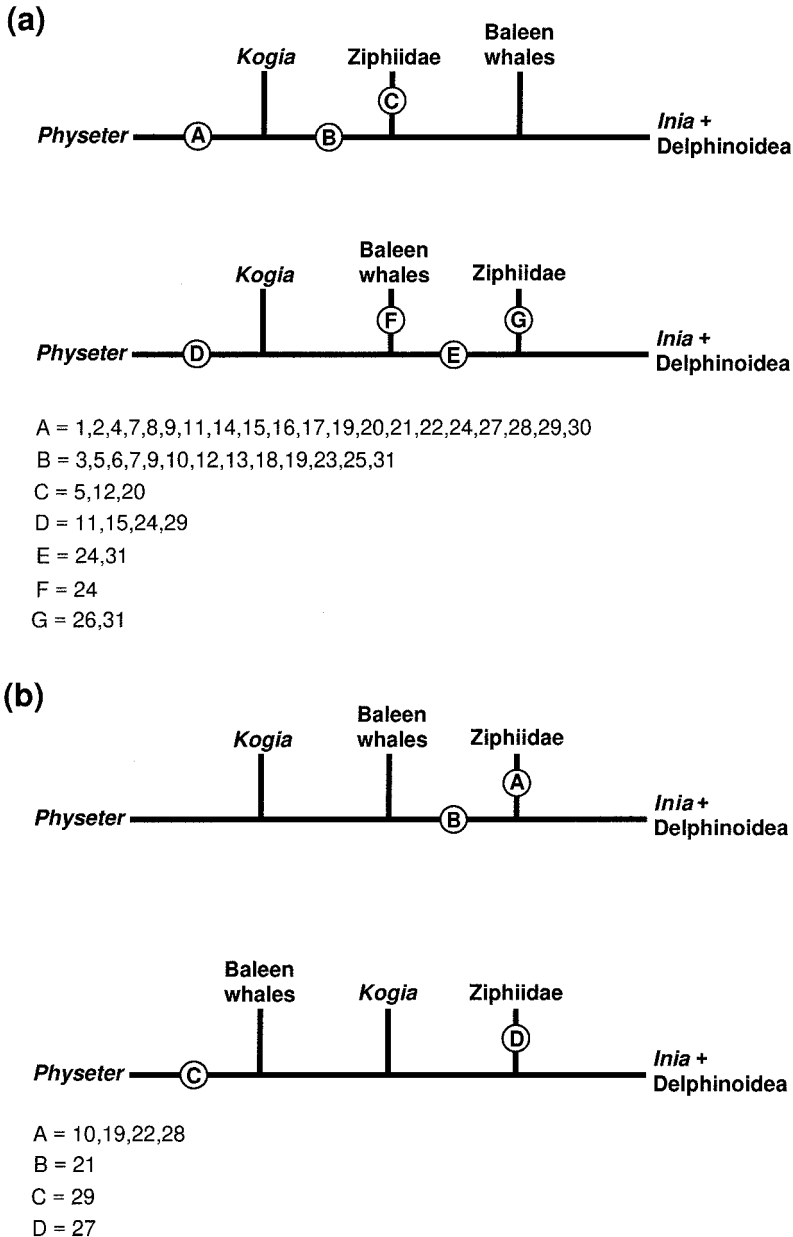 (a)
Baleen
Kogia Ziphiidae whales
C
Physeter A B Inia +
Delphinoidea
Baleen
Kogia whales Ziphiidae
F G
Physeter D E Inia +
Delphinoidea
A = 1,2,4,7,8,9,11,14,15,16,17,19,20,21,22,24,27,28,29,30
B = 3,5,6,7,9,10,12,13,18,19,23,25,31
C = 5,12,20
D = 11,15,24,29
E = 24,31
F = 24
G = 26,31
(b)
Baleen
Kogia whales Ziphiidae
A
Physeter B Inia +
Delphinoidea
Baleen
whales Kogia Ziphiidae
D
Physeter C Inia +
Delphinoidea
A = 10,19,22,28
B = 21
C = 29
D = 27